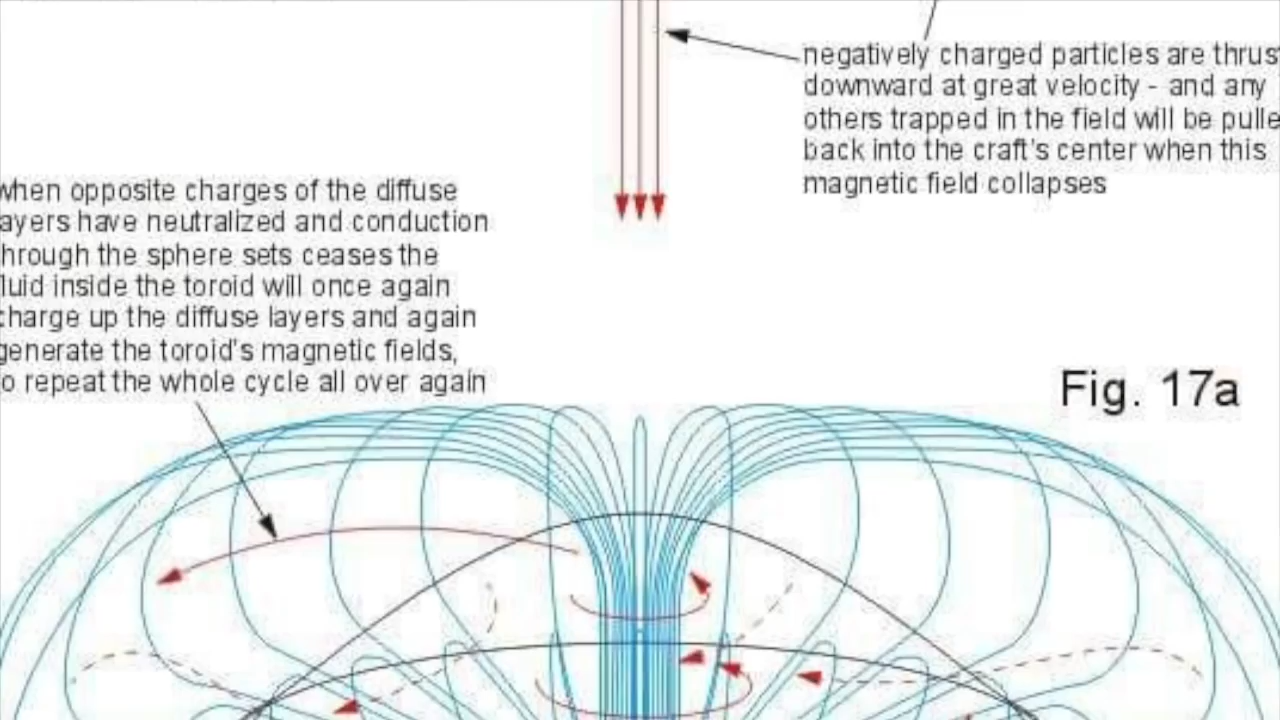 negatively charged particles are thrus
downward at great velocity - and any
others trapped in the field will be pulle
back into the craft's center when this
magnetic field collapses
when opposite charges of the diffuse
ayers have neutralized and conduction
hrough the sphere sets ceases the
luid inside the toroid will once again
charge up the diffuse layers and again
generate the toroid's magnetic fields,
o repeat the whole cycle all over again
Fig. 17a